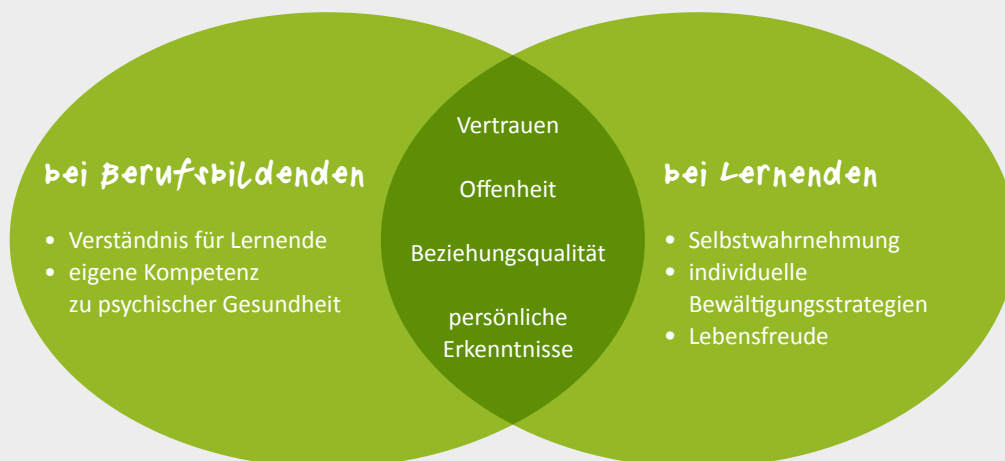 bei Berufsbildenden
• Verständnis für Lernende
• eigene Kompetenz
zu psychischer Gesundheit
Vertrauen
Offenheit
Beziehungsqualität
persönliche
Erkenntnisse
bei Lernenden
• Selbstwahrnehmung
• individuelle
Bewältigungsstrategien
• Lebensfreude